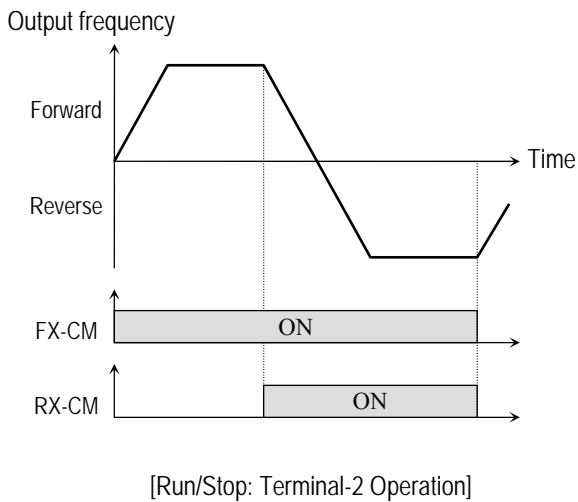 Output frequency
Forward
Time
Reverse
FX-CM
ON
RX-CM
ON
[Run/Stop: Terminal-2 Operation]